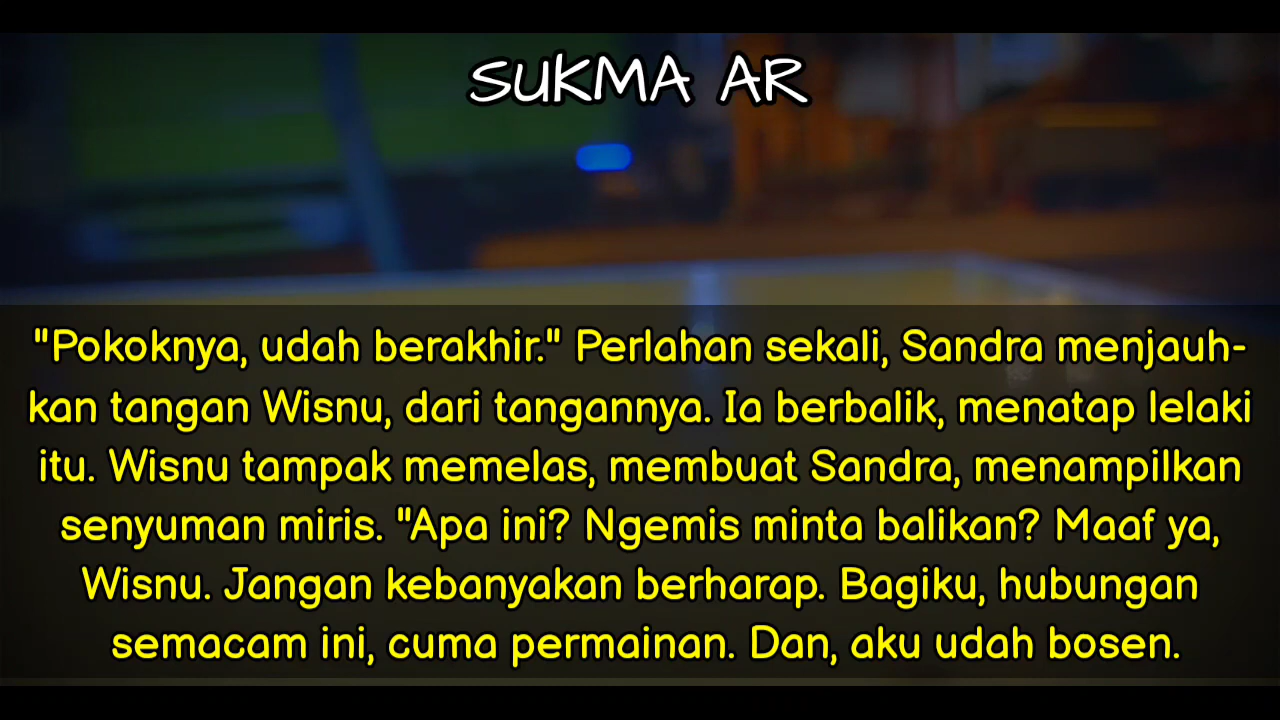 SUKMA AR
"Pokoknya, udah berakhir." Perlahan sekali, Sandra menjauh-
kan tangan Wisnu, dari tangannya. Ia berbalik, menatap lelaki
itu. Wisnu tampak memelas, membuat Sandra, menampilkan
senyuman miris. "Apa ini? Ngemis minta balikan? Maaf ya,
Wisnu. Jangan kebanyakan berharap. Bagiku, hubungan
semacam ini, cuma permainan. Dan, aku udah bosen.